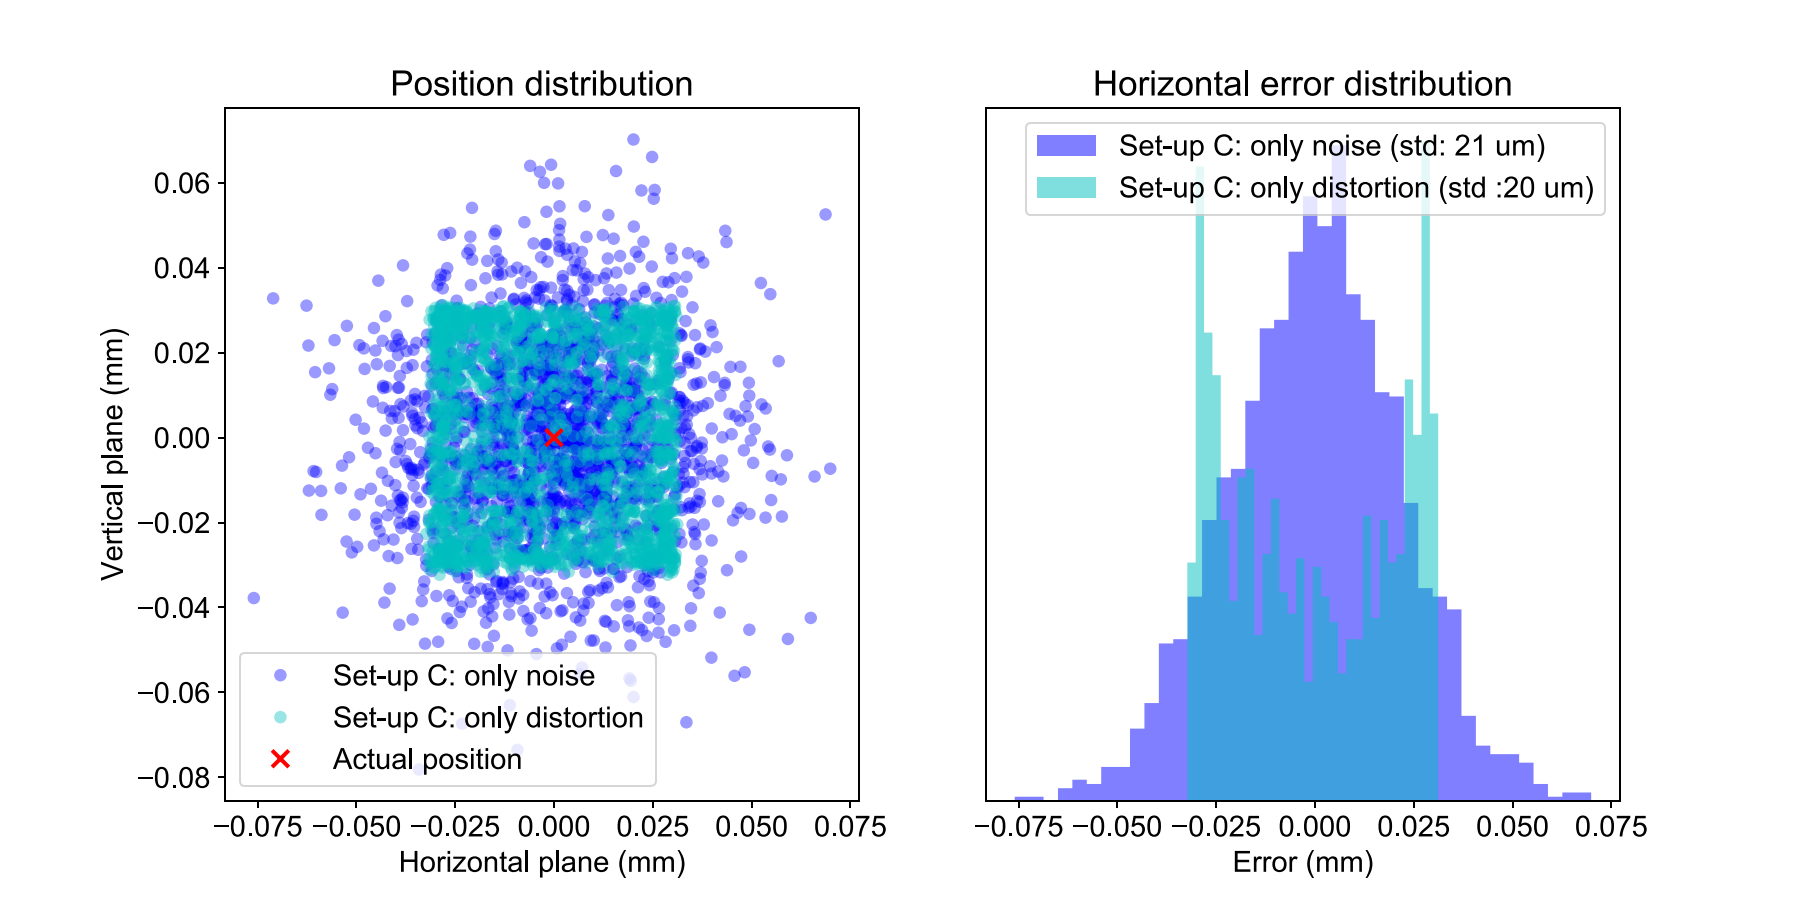 Position distribution
Vertical plane (mm)
0.06
0.04
0.02
0.00
−0.02
−0.04
−0.06
−0.08
Set-up C: only noise
Set-up C: only distortion
Actual position
−0.075 −0.050 −0.025 0.000 0.025 0.050 0.075
Horizontal plane (mm)
Horizontal error distribution
Set-up C: only noise (std: 21 um)
Set-up C: only distortion (std :20 um)
−0.075 −0.050 −0.025 0.000 0.025 0.050 0.075
Error (mm)